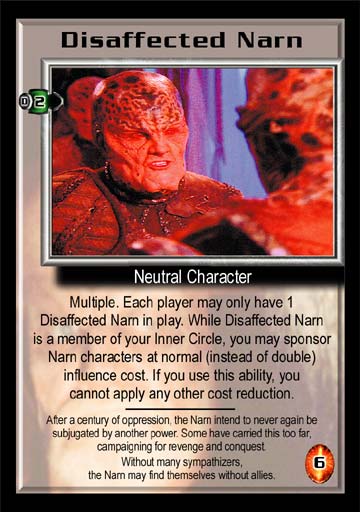 Disaffected Narn
D 2
Neutral Character
Multiple. Each player may only have 1
Disaffected Narn in play. While Disaffected Narn
is a member of your Inner Circle, you may sponsor
Narn characters at normal (instead of double)
influence cost. If you use this ability, you
cannot apply any other cost reduction.
After a century of oppression, the Narn intend to never again be
subjugated by another power. Some have carried this too far,
campaigning for revenge and conquest.
Without many sympathizers,
the Narn may find themselves without allies.
6